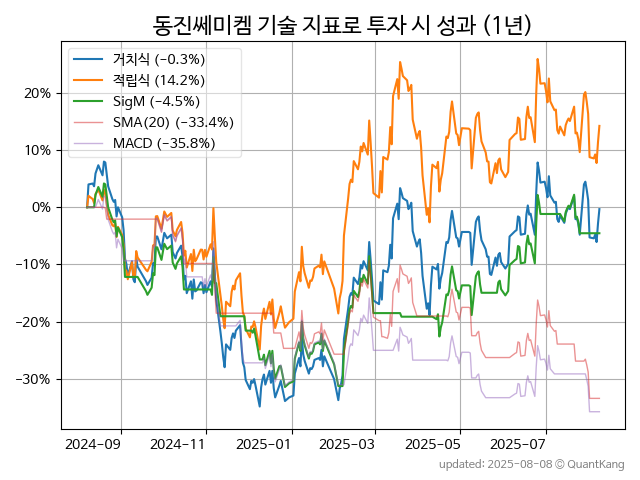 동진쎄미켐 기술 지표로 투자 시 성과 (1년)
거치식 (−0.3%)
적립식 (14.2%)
SigM (−4.5%)
SMA(20) (−33.4%)
MACD (−35.8%)
20%
10%
0%
−10%
−20%
−30%
2024-09
2024-11
2025-01
2025-03
2025-05
2025-07
updated: 2025-08-08 © QuantKang